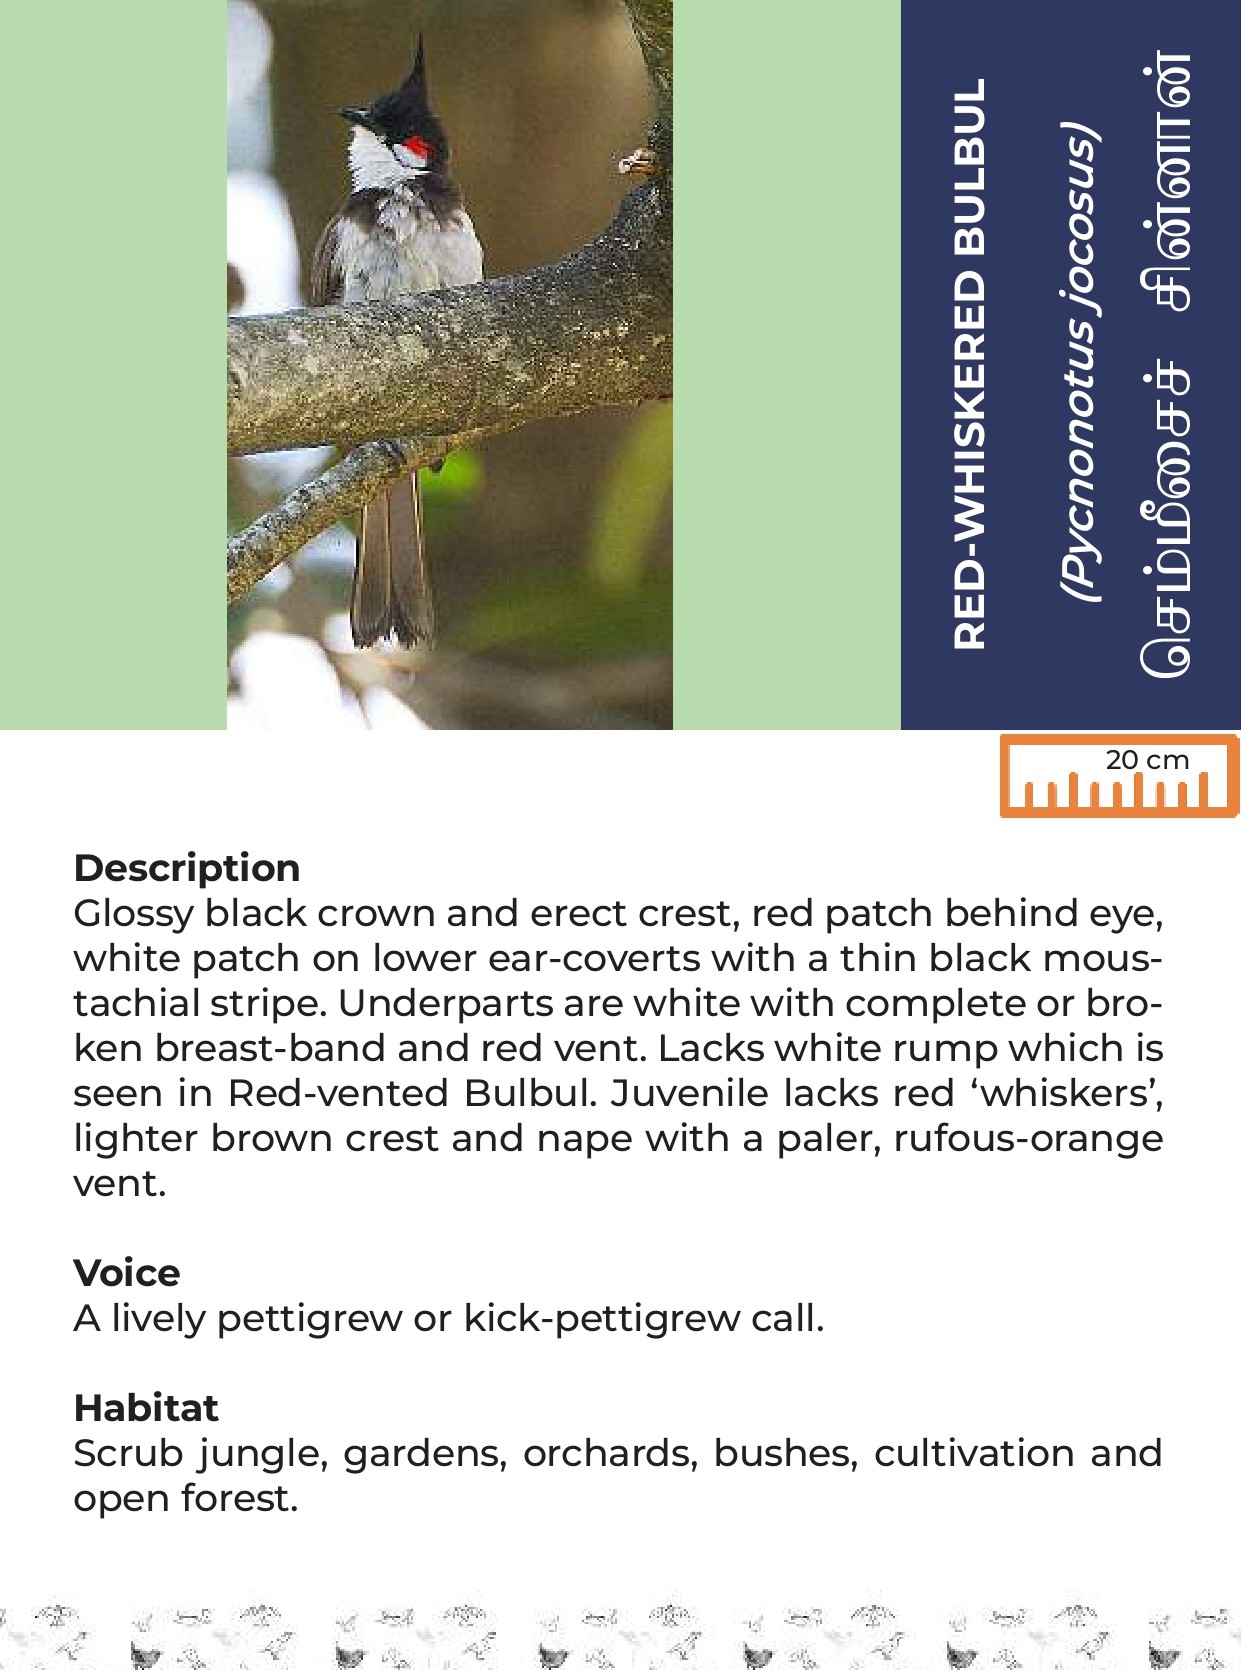 RED-WHISKERED BULBUL
(Pycnonotus jocosus)
செம்மீசைச் சின்னான்
20 cm
Description
Glossy black crown and erect crest, red patch behind eye,
white patch on lower ear-coverts with a thin black mous-
tachial stripe. Underparts are white with complete or bro-
ken breast-band and red vent. Lacks white rump which is
seen in Red-vented Bulbul. Juvenile lacks red ‘whiskers’,
lighter brown crest and nape with a paler, rufous-orange
vent.
Voice
A lively pettigrew or kick-pettigrew call.
Habitat
Scrub jungle, gardens, orchards, bushes, cultivation and
open forest.